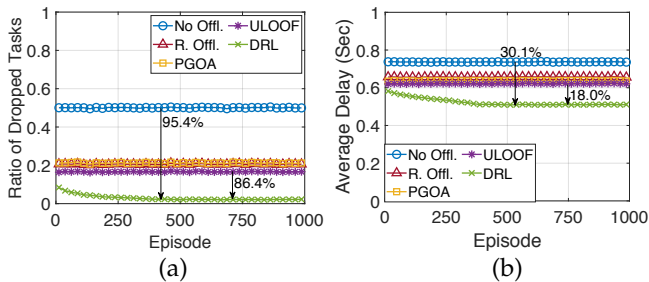 Ratio of Dropped Tasks
1
0.8
0.6
0.4
0.2
0
No Offl.
R. Offl.
PGOA
ULOOF
DRL
95.4%
86.4%
0
250
500
750
1000
Episode
(a)
Average Delay (Sec)
1
0.8
0.6
0.4
0.2
0
30.1%
18.0%
No Offl.
R. Offl.
PGOA
ULOOF
DRL
0
250
500
750
1000
Episode
(b)